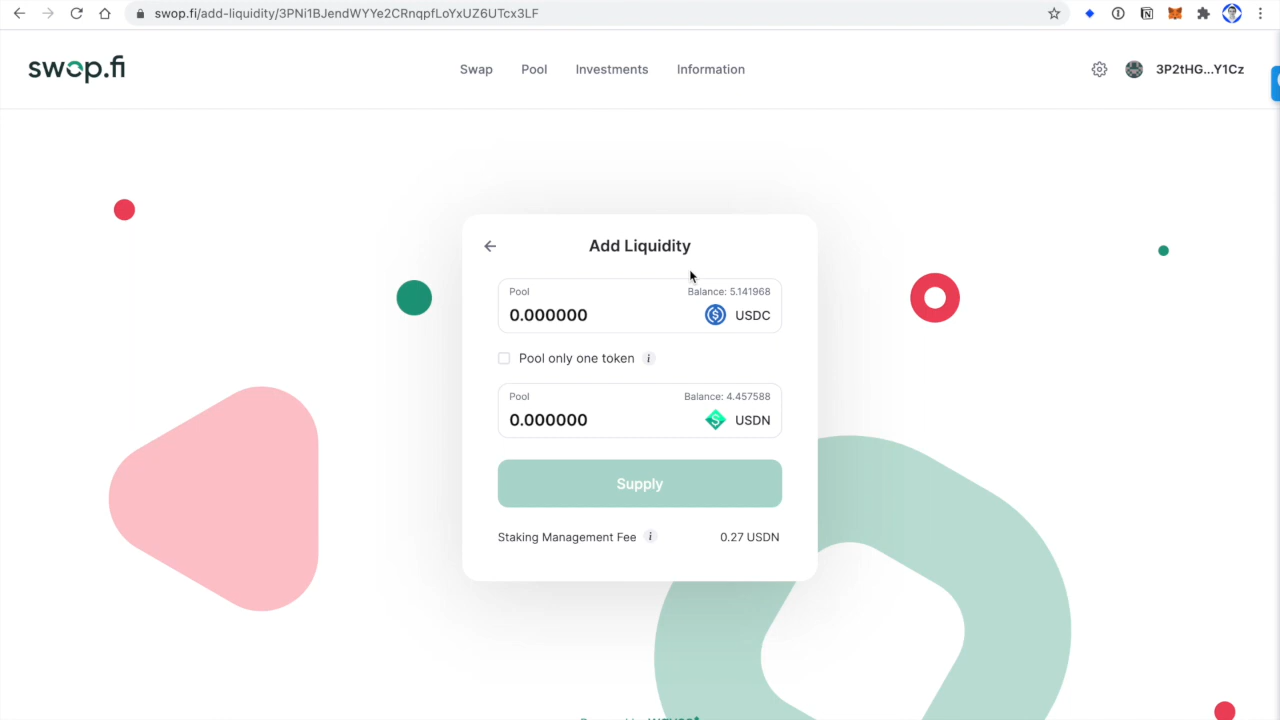 swop.fi/add-liquidity/3PNi1BJendWYYe2CRnqpfLoYxUZ6UTcx3LF
swop.fi
Swap Pool Investments Information
3P2tHG...Y1Cz
Add Liquidity
Pool Balance: 5.141968
0.000000 USDC
Pool only one token i
Pool Balance: 4.457588
0.000000 USDN
Supply
Staking Management Fee i 0.27 USDN